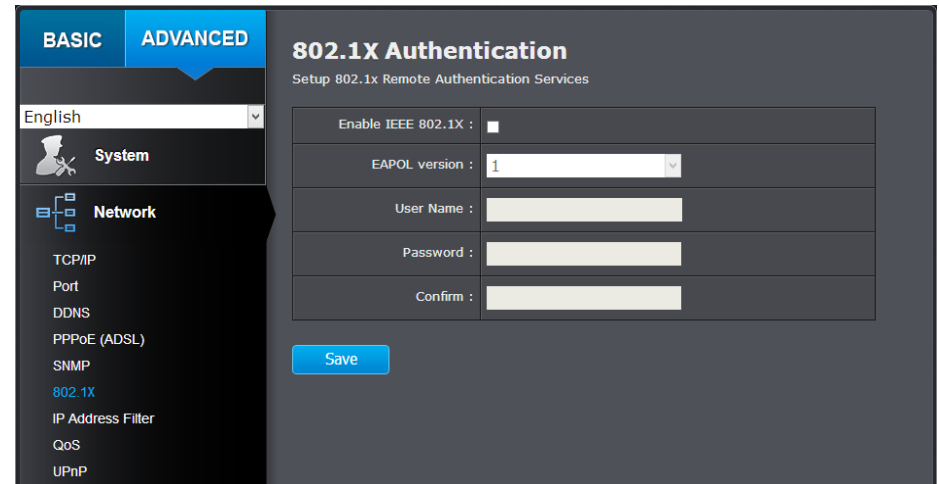 BASIC
ADVANCED
English
System
Network
TCP/IP
Port
DDNS
PPPoE (ADSL)
SNMP
802.1X
IP Address Filter
QoS
UPnP
802.1X Authentication
Setup 802.1x Remote Authentication Services
Enable IEEE 802.1X :
EAPOL version : 1
User Name :
Password :
Confirm :
Save